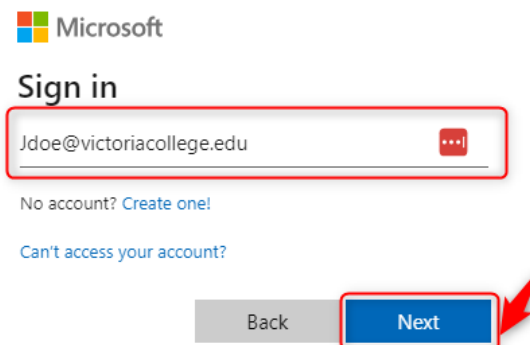 Microsoft
Sign in
Jdoe@victoriacollege.edu
No account? Create one!
Can't access your account?
Back Next